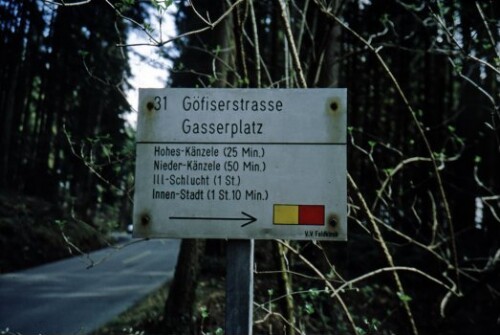 31 Göfiserstrasse
Gasserplatz
Hohes-Känzele (25 Min.)
Nieder-Känzele (50 Min.)
Ill-Schlucht (1 St.)
Innen-Stadt (1 St. 10 Min.)
V.V. Feldkirch